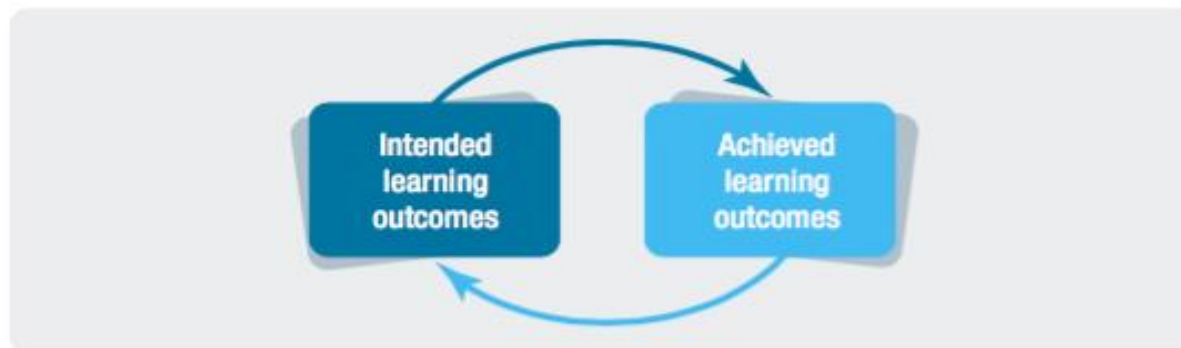 Intended
learning
outcomes
Achieved
learning
outcomes